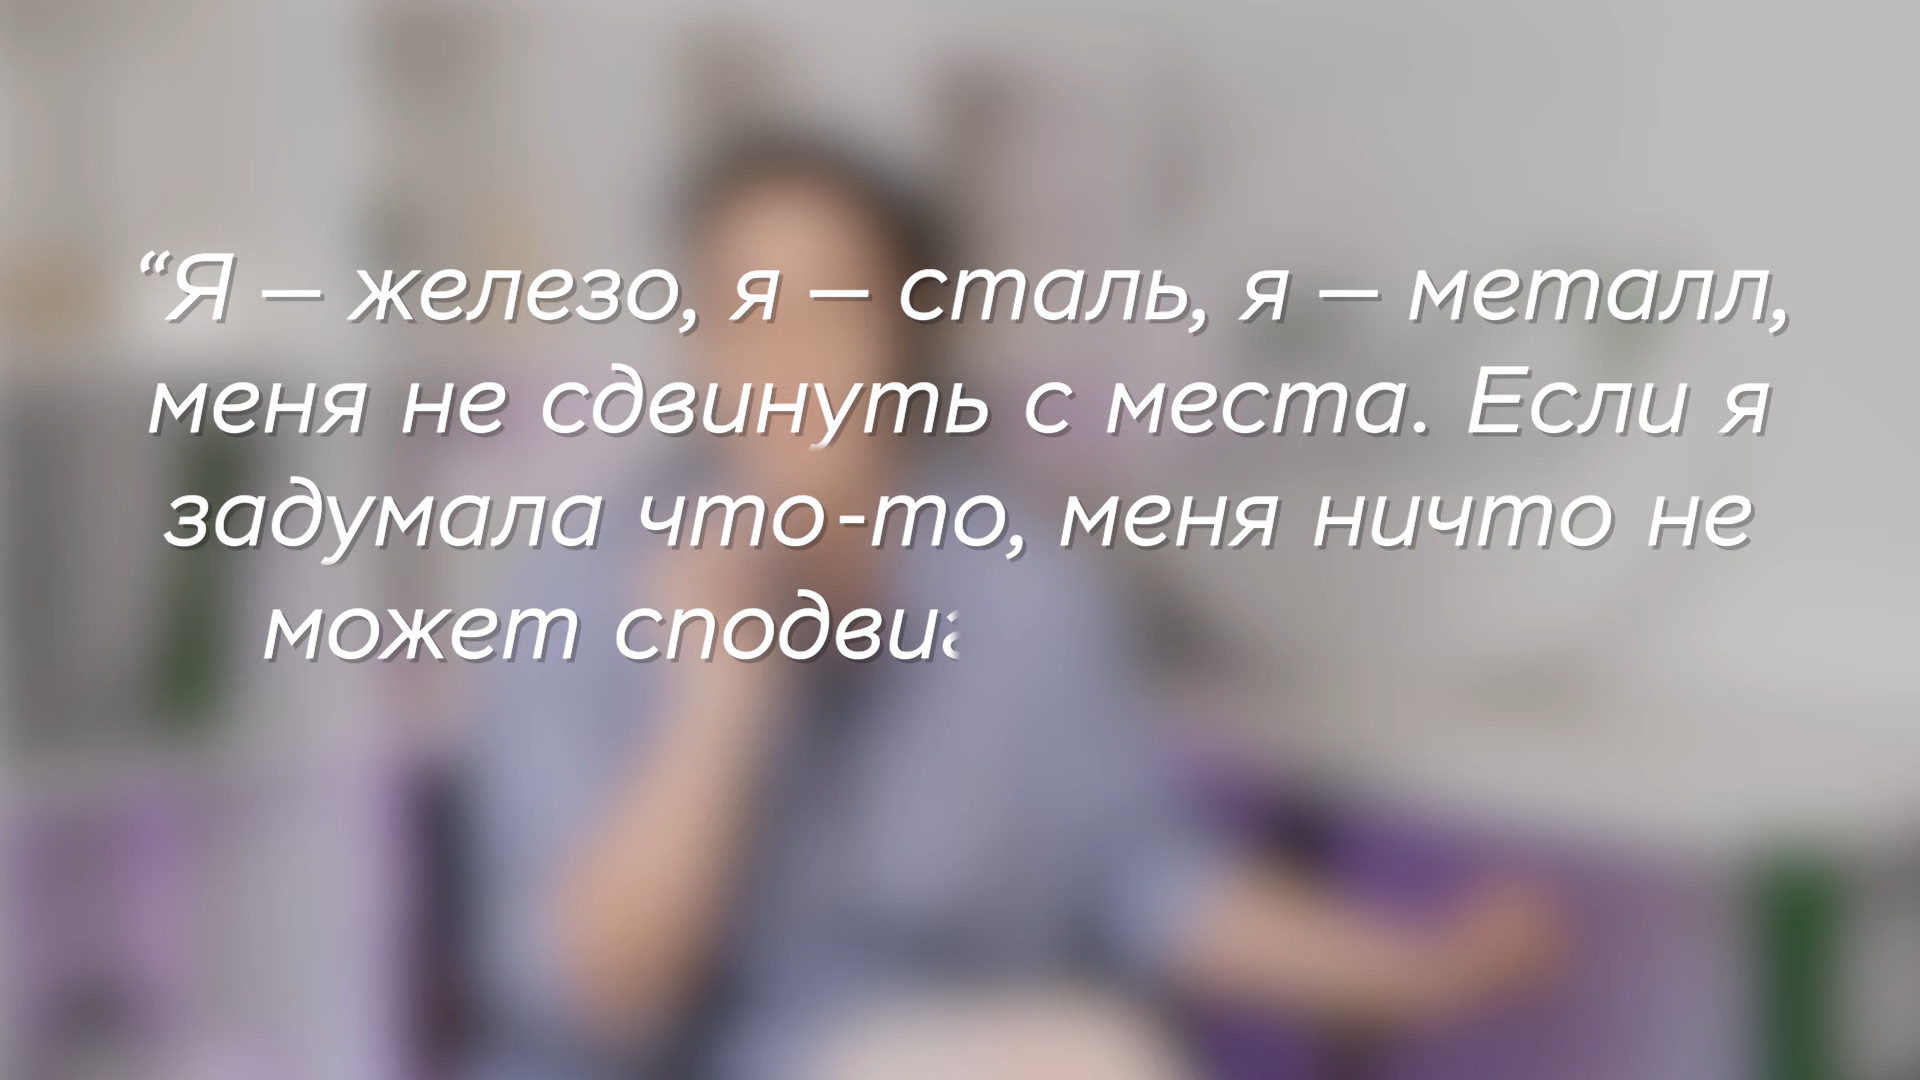 “Я – железо, я – сталь, я – металл,
меня не сдвинуть с места. Если я
задумала что-то, меня ничто не
может сподви